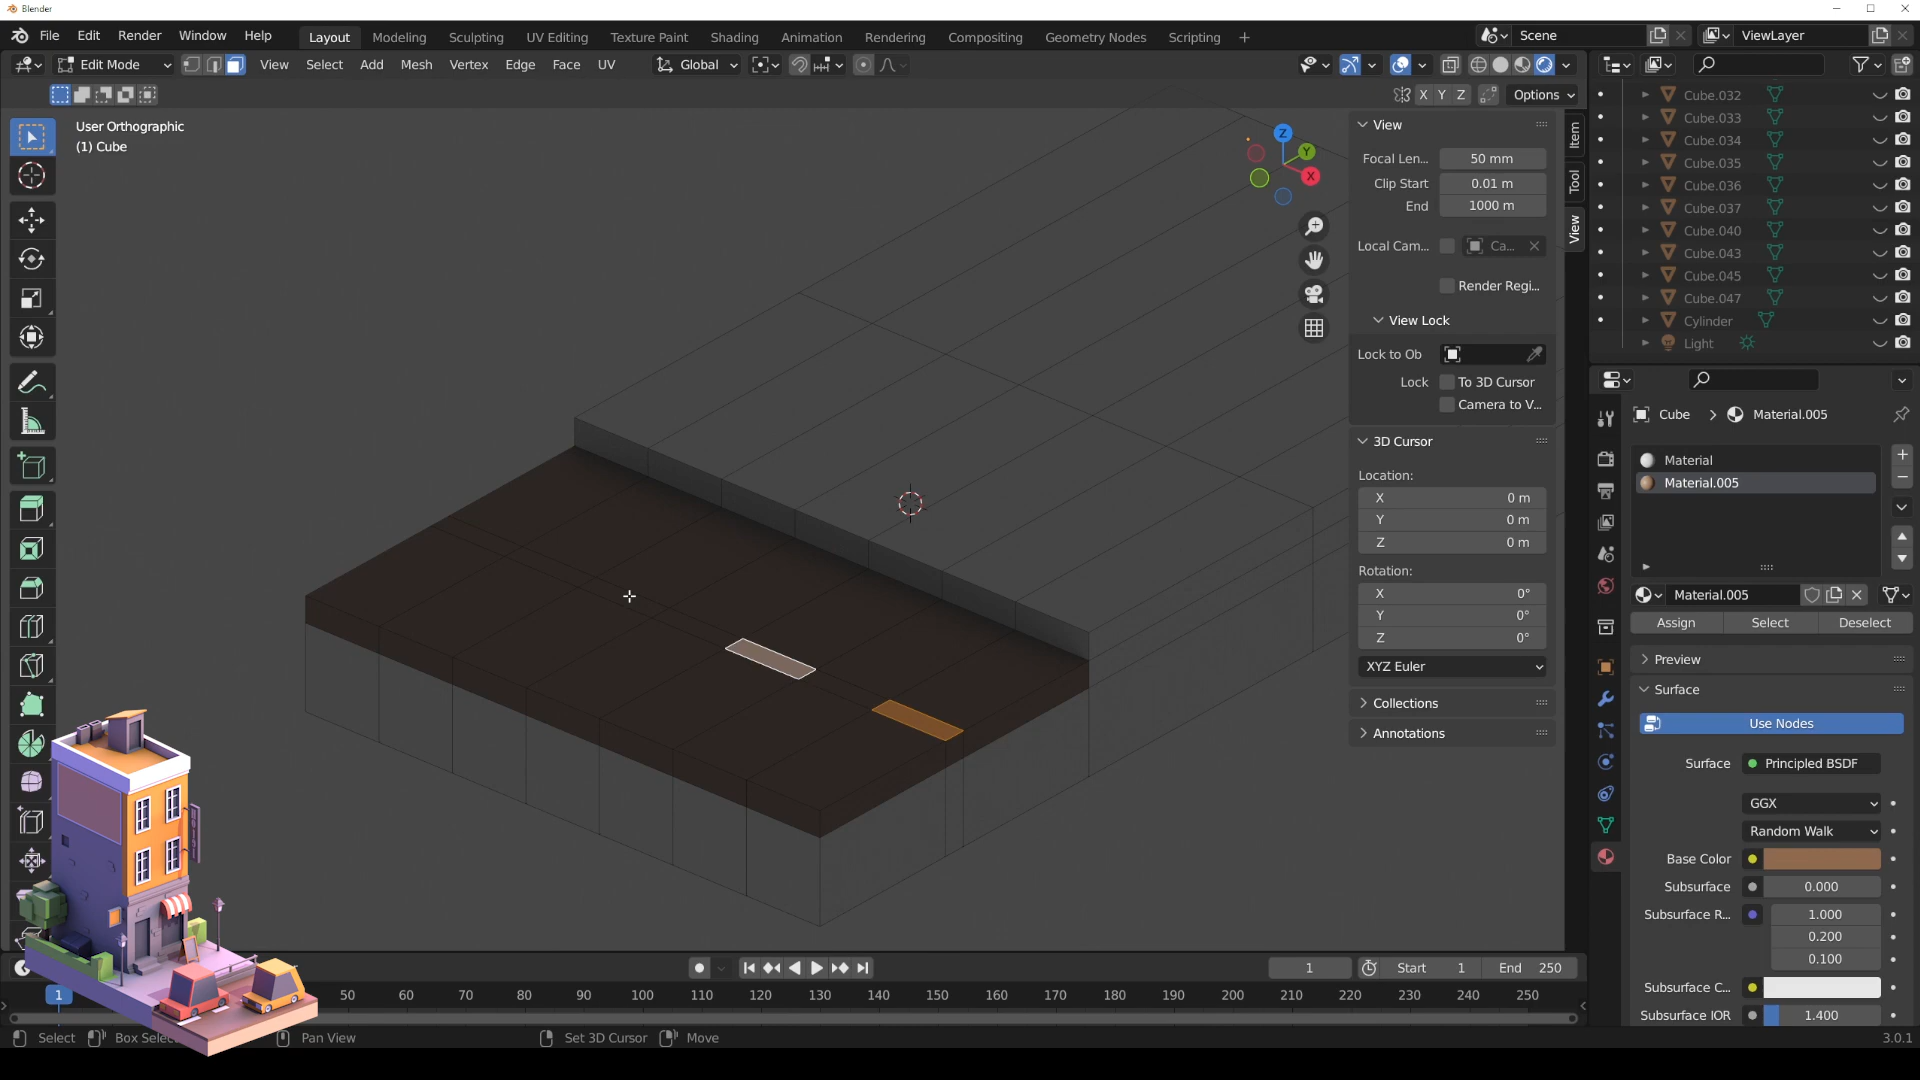 Blender
File Edit Render Window Help Layout Modeling Sculpting UV Editing Texture Paint Shading Animation Rendering Compositing Geometry Nodes Scripting + Scene ViewLayer
Edit Mode View Select Add Mesh Vertex Edge Face UV Global
X Y Z Options
User Orthographic
(1) Cube
Z
Y
X
View
Focal Len... 50 mm
Clip Start 0.01 m
End 1000 m
Local Cam... Ca...
Render Regi...
View Lock
Lock to Ob
Lock To 3D Cursor
Camera to V...
3D Cursor
Location:
X 0 m
Y 0 m
Z 0 m
Rotation:
X 0°
Y 0°
Z 0°
XYZ Euler
Collections
Annotations
Item
Tool
View
Cube.032
Cube.033
Cube.034
Cube.035
Cube.036
Cube.037
Cube.040
Cube.043
Cube.045
Cube.047
Cylinder
Light
Cube > Material.005
Material
Material.005
Material.005
Assign Select Deselect
Preview
Surface
Use Nodes
Surface Principled BSDF
GGX
Random Walk
Base Color
Subsurface 0.000
Subsurface R... 1.000
0.200
0.100
Subsurface C...
Subsurface IOR 1.400
1 Start 1 End 250
1 50 60 70 80 90 100 110 120 130 140 150 160 170 180 190 200 210 220 230 240 250
Select Box Selec Pan View Set 3D Cursor Move 3.0.1